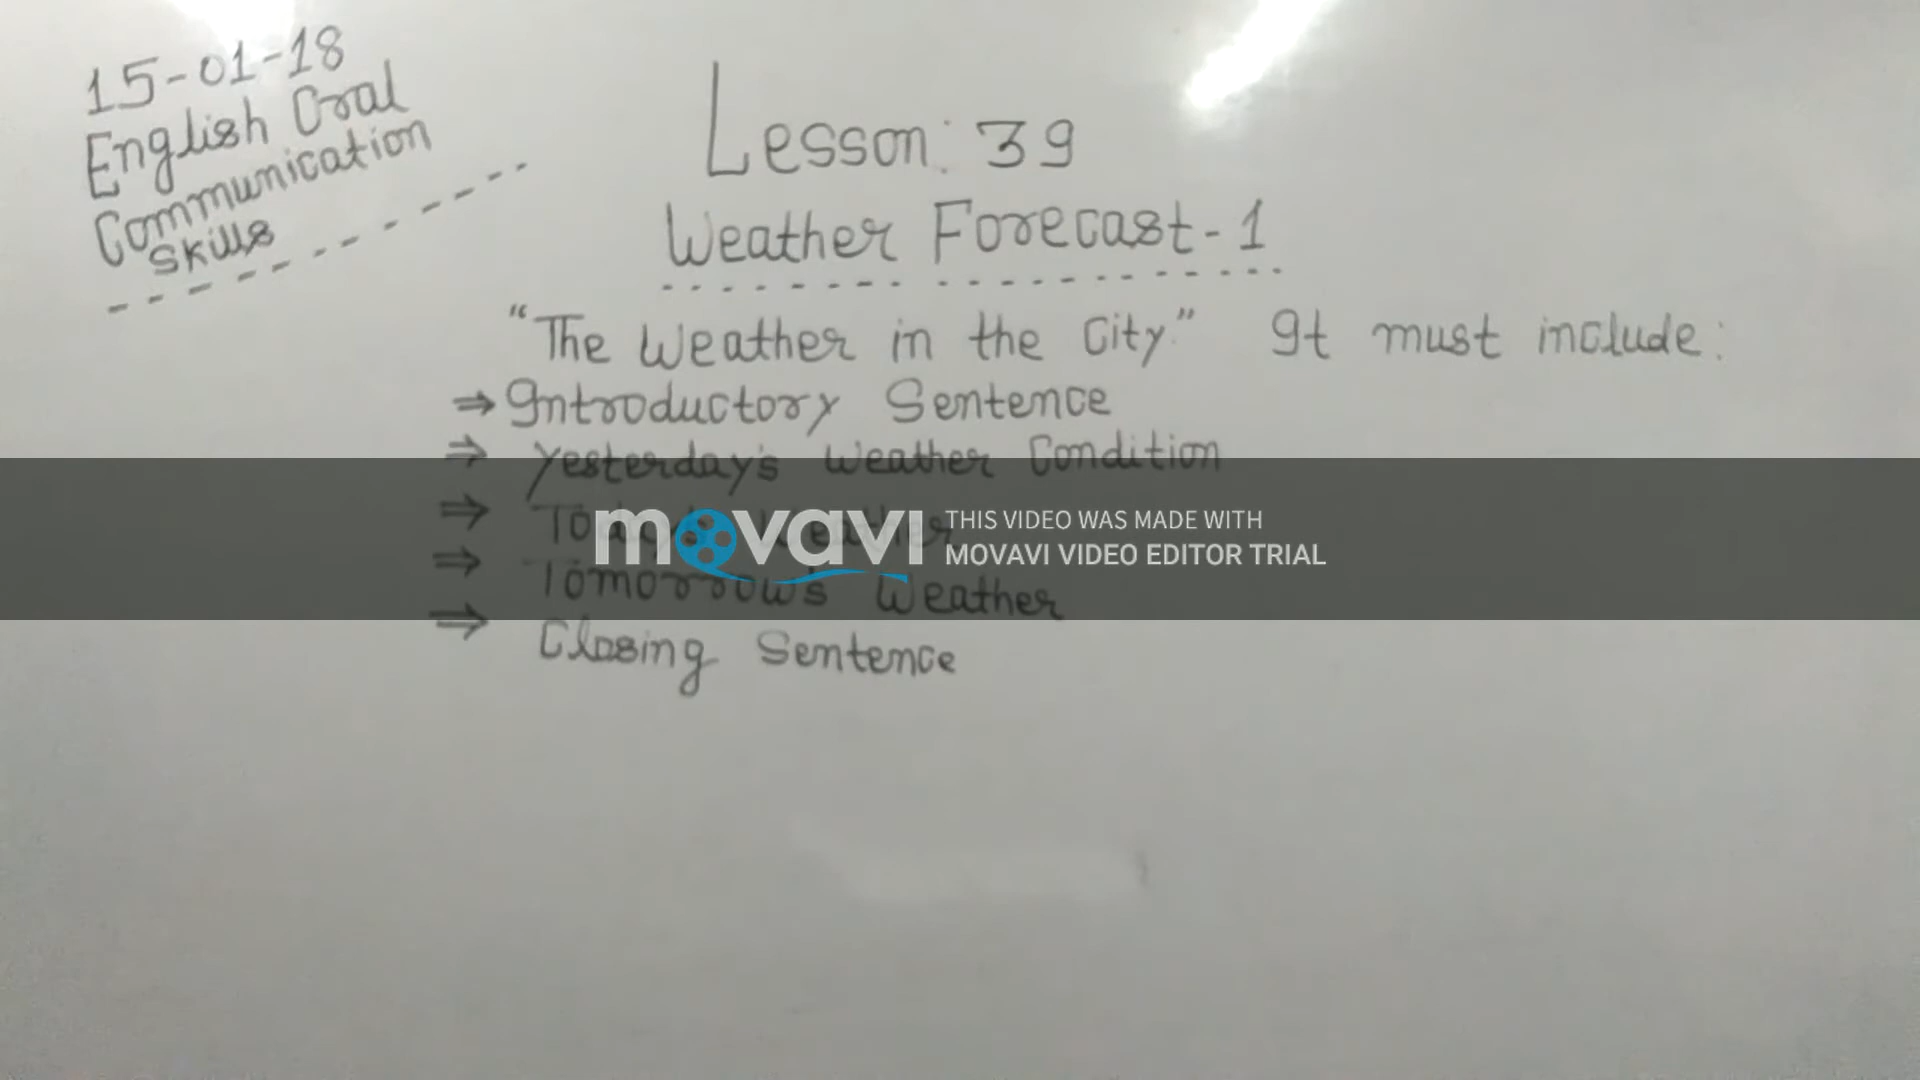 15-01-18
English Oral
Communication
Skills
Lesson: 39
Weather Forecast-1
"The Weather in the City." It must include:
⇒ Introductory Sentence
⇒ Yesterday's Weather Condition
⇒ Today's Weather
⇒ Tomorrow's Weather
⇒ Closing Sentence
movavi
THIS VIDEO WAS MADE WITH
MOVAVI VIDEO EDITOR TRIAL